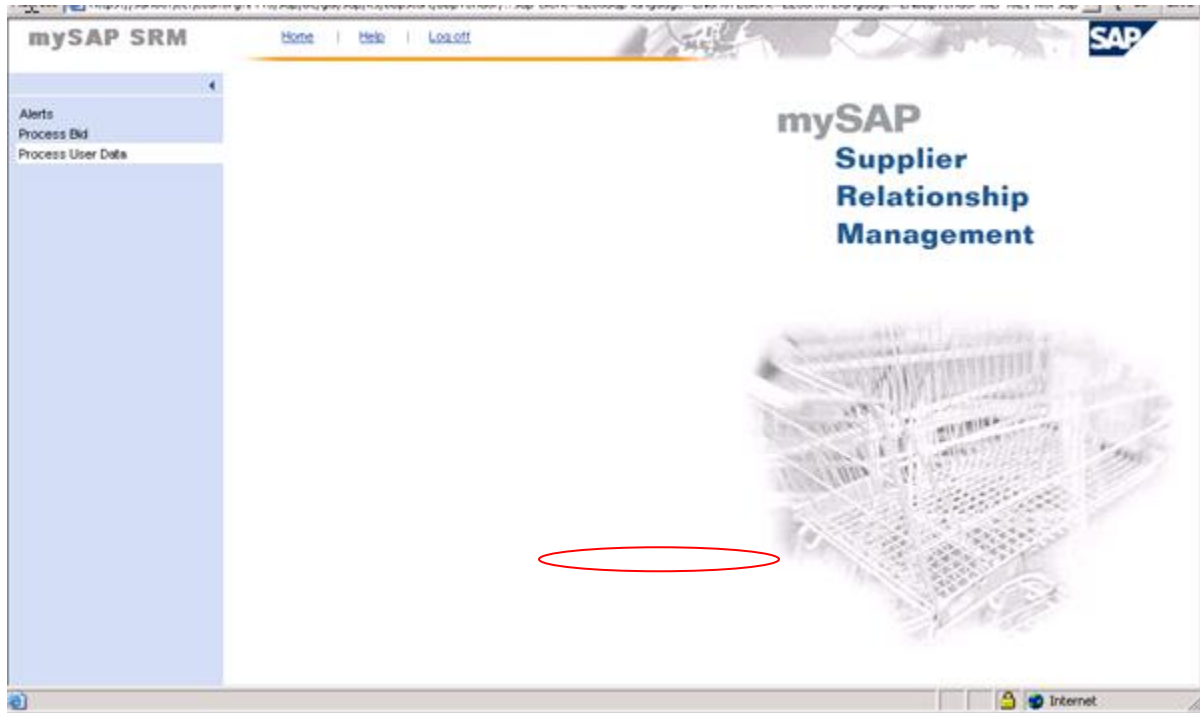 mySAP SRM
Home | Help | Log off
SAP
Alerts
Process Bid
Process User Data
mySAP
Supplier
Relationship
Management
Internet